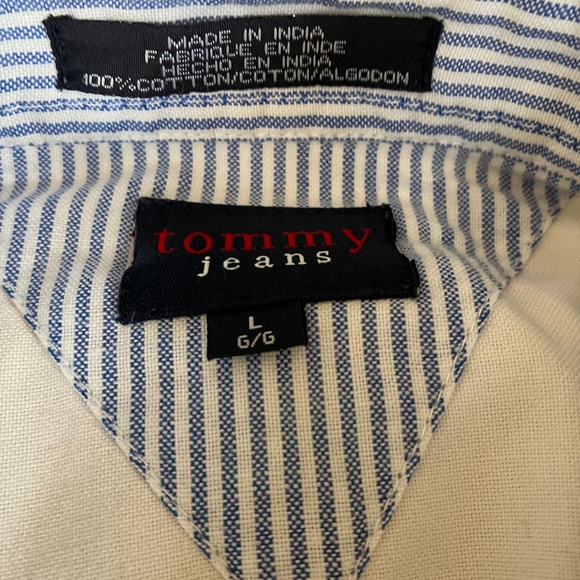 MADE IN INDIA
FABRIQUE EN INDE
HECHO EN INDIA
100%COTTON/COTON/ALGODON
tommy
jeans
L
G/G